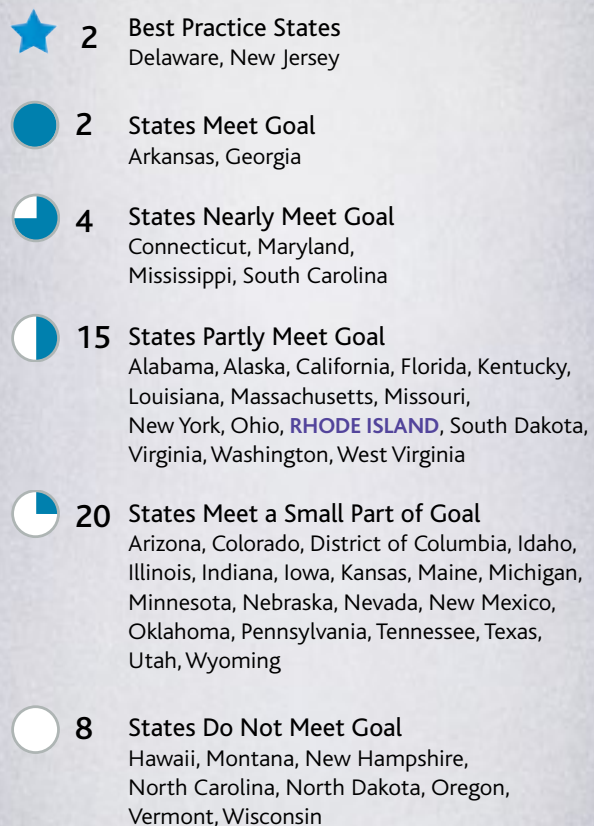 2 Best Practice States
Delaware, New Jersey
2 States Meet Goal
Arkansas, Georgia
4 States Nearly Meet Goal
Connecticut, Maryland,
Mississippi, South Carolina
15 States Partly Meet Goal
Alabama, Alaska, California, Florida, Kentucky,
Louisiana, Massachusetts, Missouri,
New York, Ohio, RHODE ISLAND, South Dakota,
Virginia, Washington, West Virginia
20 States Meet a Small Part of Goal
Arizona, Colorado, District of Columbia, Idaho,
Illinois, Indiana, Iowa, Kansas, Maine, Michigan,
Minnesota, Nebraska, Nevada, New Mexico,
Oklahoma, Pennsylvania, Tennessee, Texas,
Utah, Wyoming
8 States Do Not Meet Goal
Hawaii, Montana, New Hampshire,
North Carolina, North Dakota, Oregon,
Vermont, Wisconsin